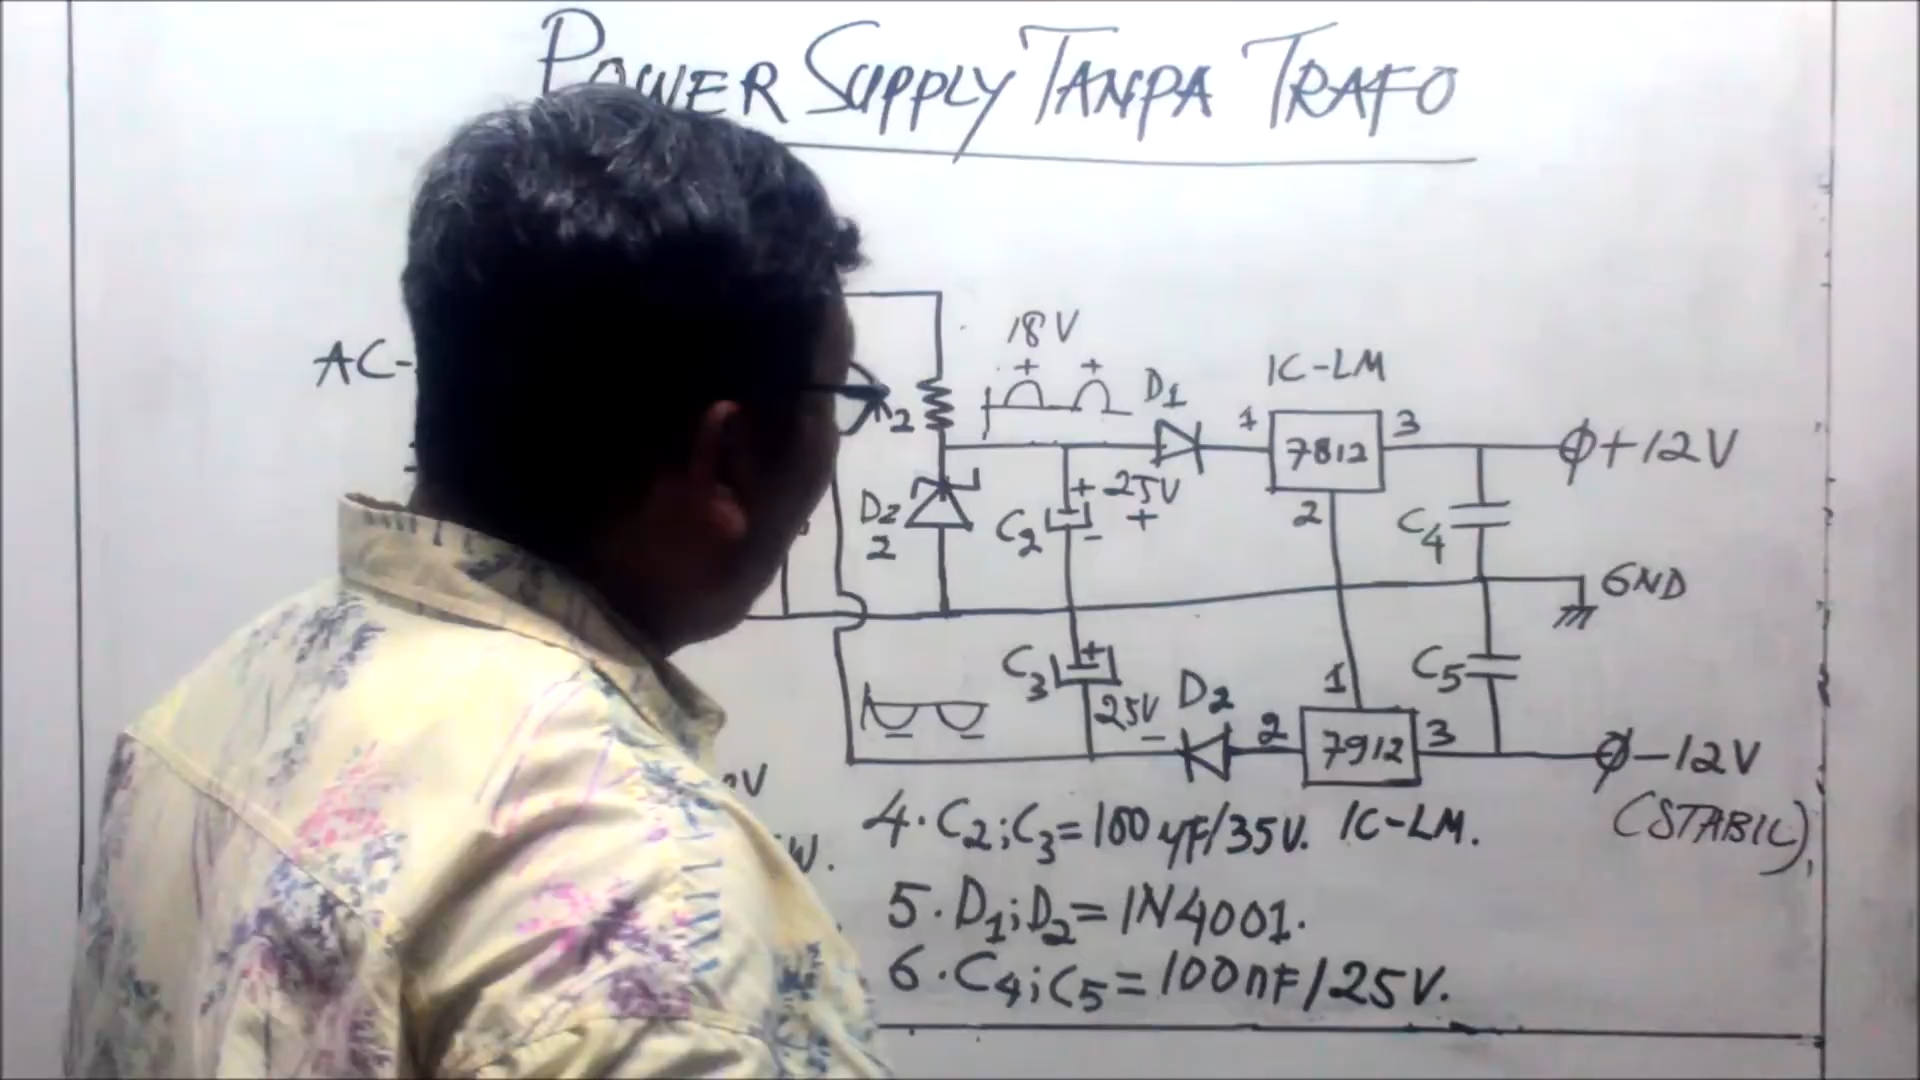 POWER SUPPLY TANPA TRAFO
AC-
18V
+ +
2
D1
IC-LM
1 7812 3
+12V
2
DZ
2
C2
+ 25V
+
-
C4
GND
C3
+
25V
-
D2
1
C5
2 7912 3
-12V
(STABIL),
IC-LM.
4. C2;C3=100 µF/35V.
W.
5. D1;D2=1N4001.
6. C4;C5=100nF/25V.